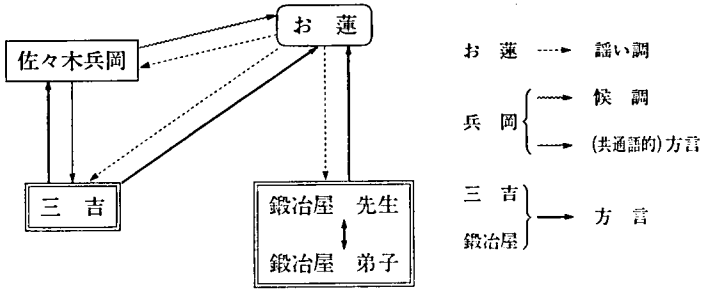 お蓮
佐々木兵岡
三吉
鍛冶屋 先生
鍛冶屋 弟子
お蓮 謡い調
兵岡 候調
(共通語的)方言
三吉
鍛冶屋 方言